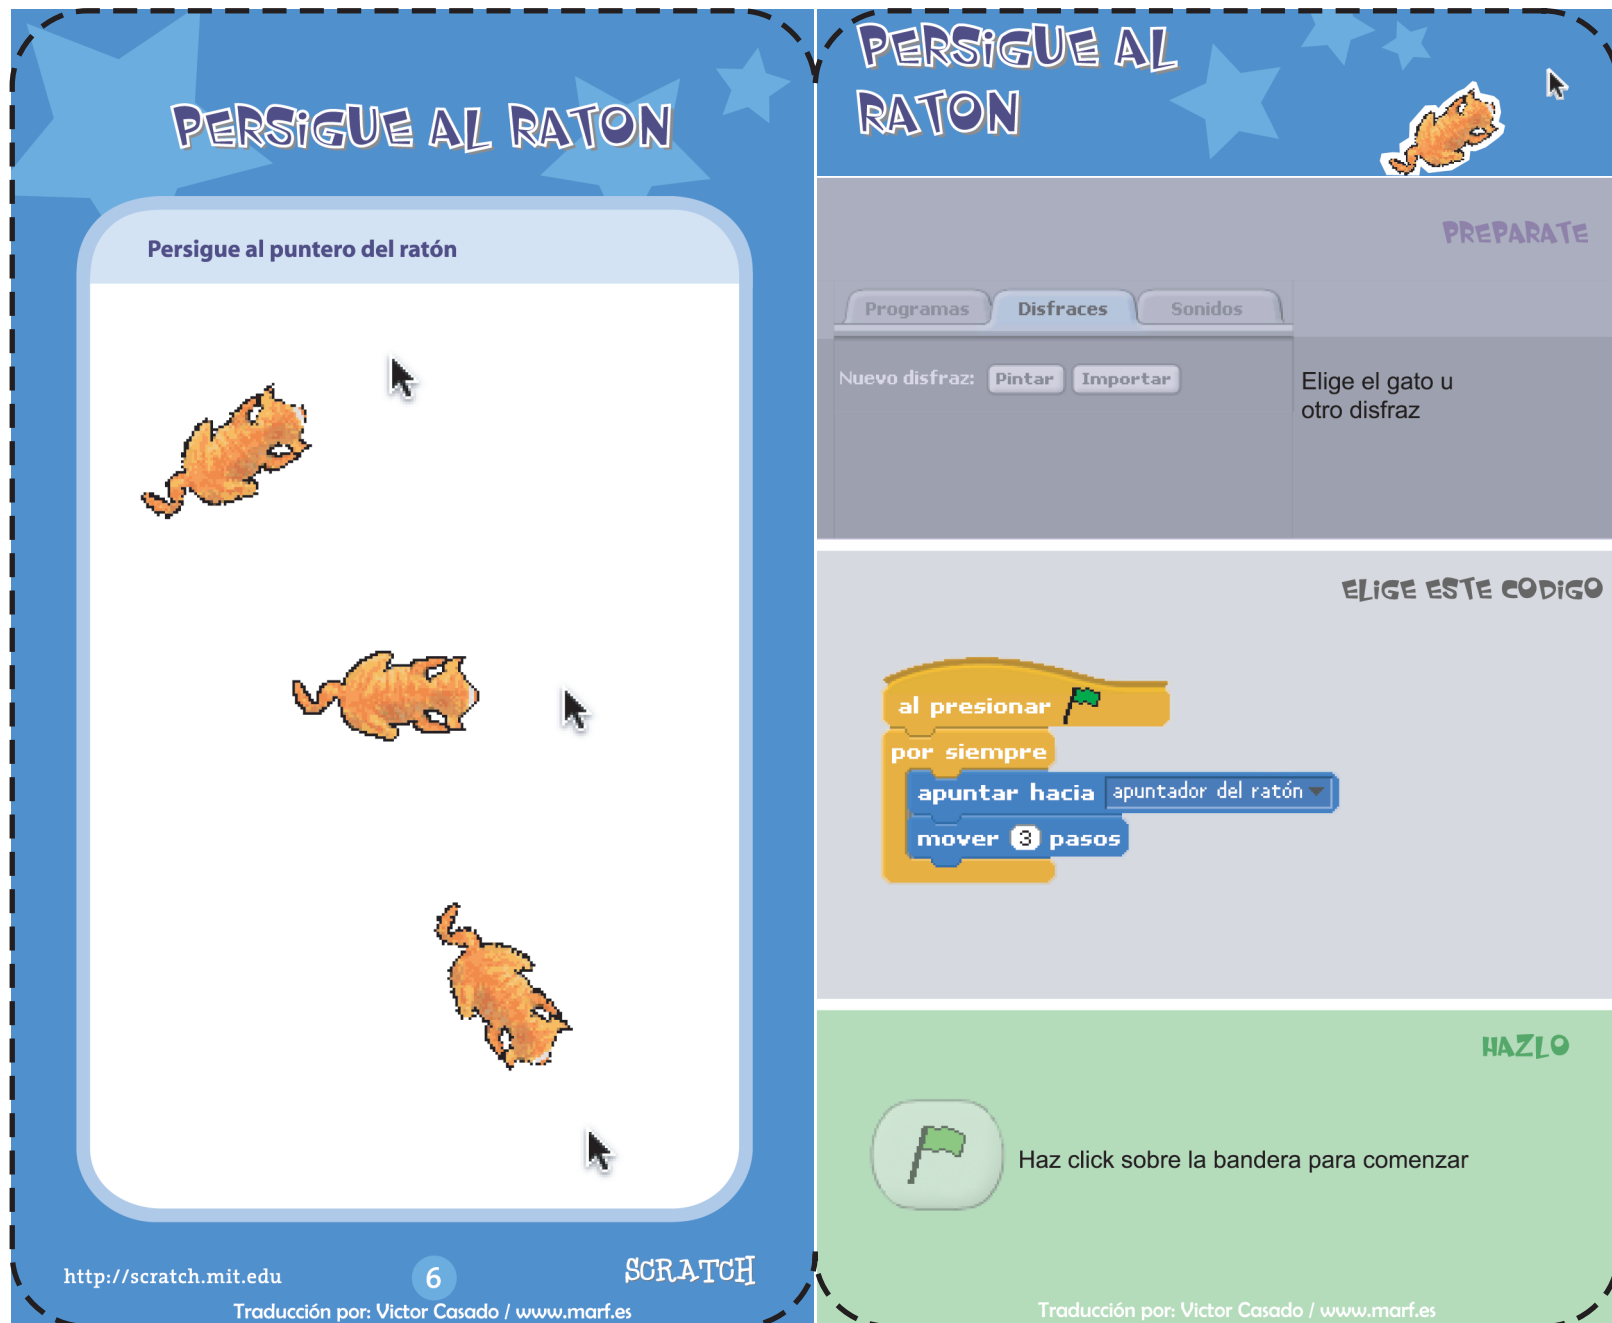 PERSiGUE AL RATON
Persigue al puntero del ratón
http://scratch.mit.edu
6
SCRATCH
Traducción por: Victor Casado / www.marf.es
PERSiGUE AL
RATON
PREPARATE
Programas
Disfraces
Sonidos
Nuevo disfraz:
Pintar
Importar
Elige el gato u
otro disfraz
ELiGE ESTE CODiGO
al presionar
por siempre
apuntar hacia apuntador del ratón
mover 3 pasos
HAZLO
Haz click sobre la bandera para comenzar
Traducción por: Victor Casado / www.marf.es